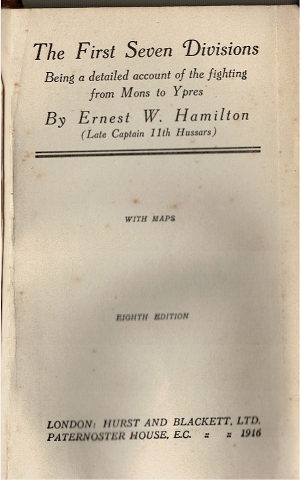 The First Seven Divisions
Being a detailed account of the fighting
from Mons to Ypres
By Ernest W. Hamilton
(Late Captain 11th Hussars)
WITH MAPS
EIGHTH EDITION
LONDON: HURST AND BLACKETT, LTD.
PATERNOSTER HOUSE, E.C. :: :: 1916